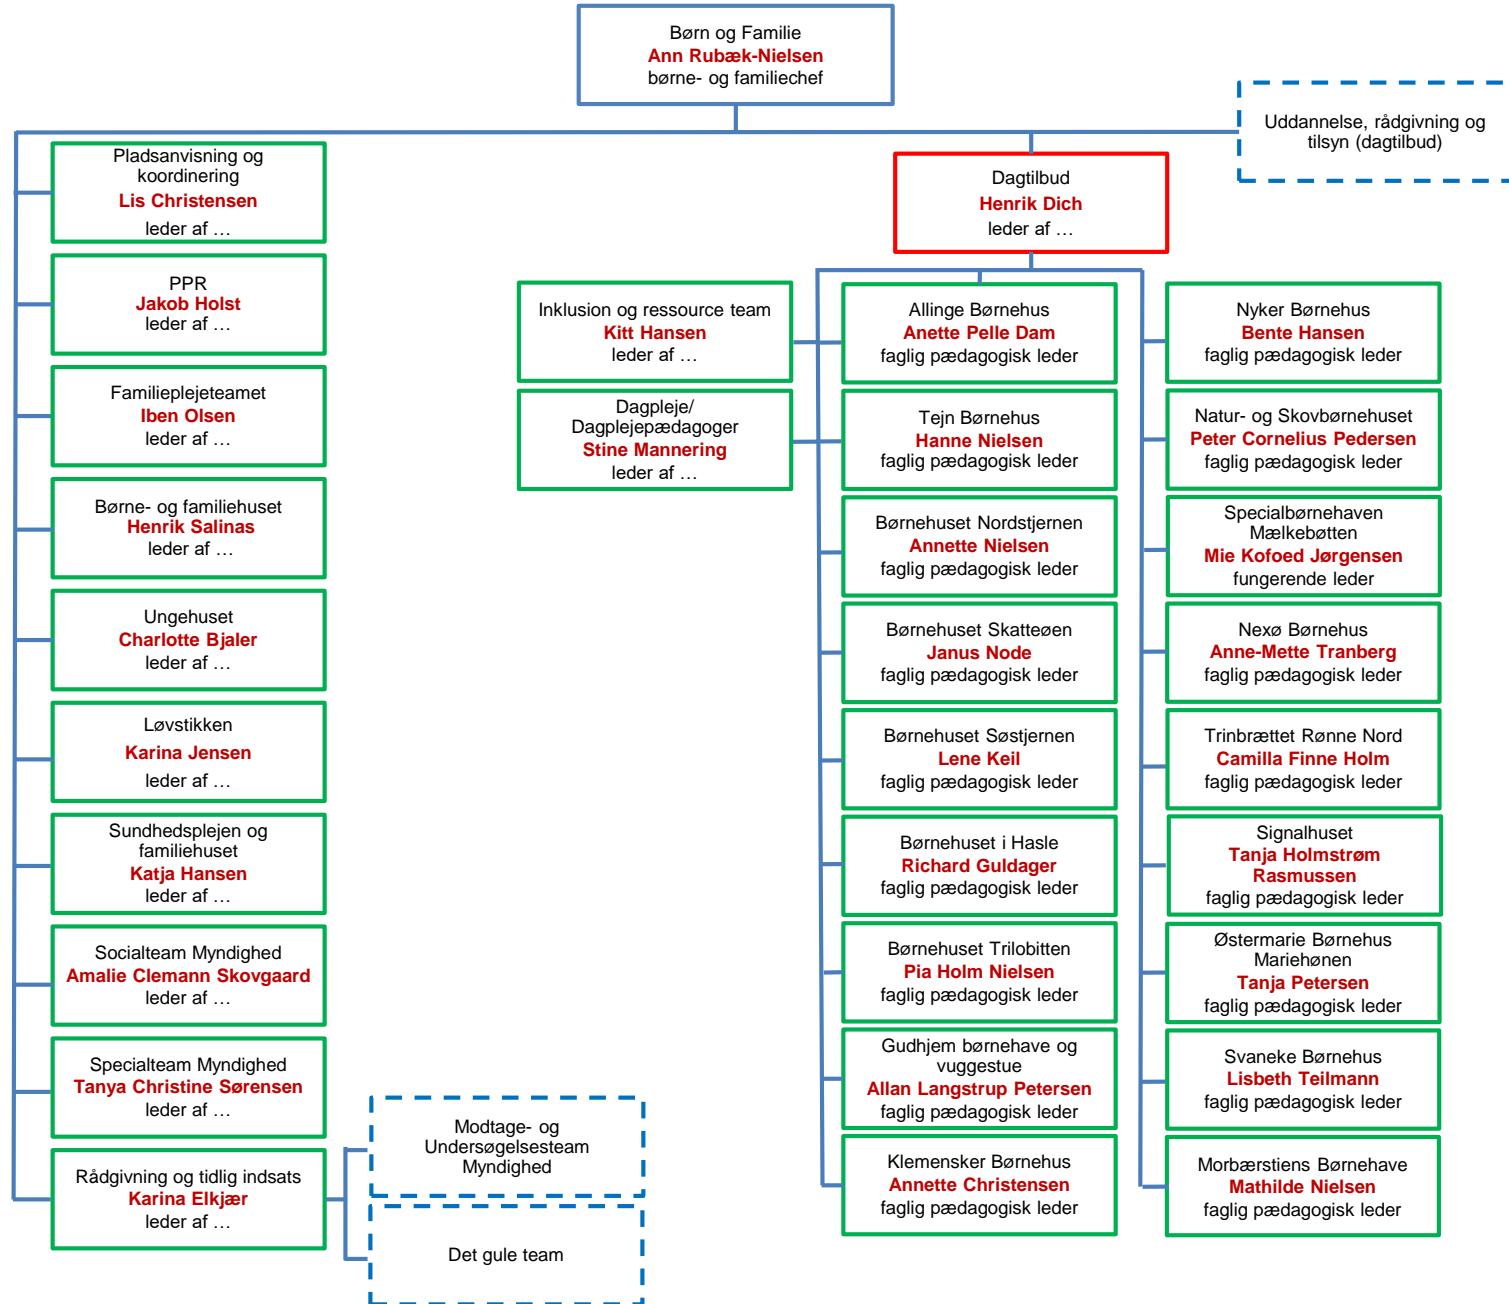 Børn og Familie
Ann Rubæk-Nielsen
børne- og familiechef
Uddannelse, rådgivning og
tilsyn (dagtilbud)
Pladsanvisning og
koordinering
Lis Christensen
leder af …
PPR
Jakob Holst
leder af …
Familieplejeteamet
Iben Olsen
leder af …
Børne- og familiehuset
Henrik Salinas
leder af …
Ungehuset
Charlotte Bjaler
leder af …
Løvstikken
Karina Jensen
leder af …
Sundhedsplejen og
familiehuset
Katja Hansen
leder af …
Socialteam Myndighed
Amalie Clemann Skovgaard
leder af …
Specialteam Myndighed
Tanya Christine Sørensen
leder af …
Rådgivning og tidlig indsats
Karina Elkjær
leder af …
Modtage- og
Undersøgelsesteam
Myndighed
Det gule team
Dagtilbud
Henrik Dich
leder af …
Inklusion og ressource team
Kitt Hansen
leder af …
Dagpleje/
Dagplejepædagoger
Stine Mannering
leder af …
Allinge Børnehus
Anette Pelle Dam
faglig pædagogisk leder
Tejn Børnehus
Hanne Nielsen
faglig pædagogisk leder
Børnehuset Nordstjernen
Annette Nielsen
faglig pædagogisk leder
Børnehuset Skatteøen
Janus Node
faglig pædagogisk leder
Børnehuset Søstjernen
Lene Keil
faglig pædagogisk leder
Børnehuset i Hasle
Richard Guldager
faglig pædagogisk leder
Børnehuset Trilobitten
Pia Holm Nielsen
faglig pædagogisk leder
Gudhjem børnehave og
vuggestue
Allan Langstrup Petersen
faglig pædagogisk leder
Klemensker Børnehus
Annette Christensen
faglig pædagogisk leder
Nyker Børnehus
Bente Hansen
faglig pædagogisk leder
Natur- og Skovbørnehuset
Peter Cornelius Pedersen
faglig pædagogisk leder
Specialbørnehaven
Mælkebøtten
Mie Kofoed Jørgensen
fungerende leder
Nexø Børnehus
Anne-Mette Tranberg
faglig pædagogisk leder
Trinbrættet Rønne Nord
Camilla Finne Holm
faglig pædagogisk leder
Signalhuset
Tanja Holmstrøm
Rasmussen
faglig pædagogisk leder
Østermarie Børnehus
Mariehønen
Tanja Petersen
faglig pædagogisk leder
Svaneke Børnehus
Lisbeth Teilmann
faglig pædagogisk leder
Morbærstiens Børnehave
Mathilde Nielsen
faglig pædagogisk leder